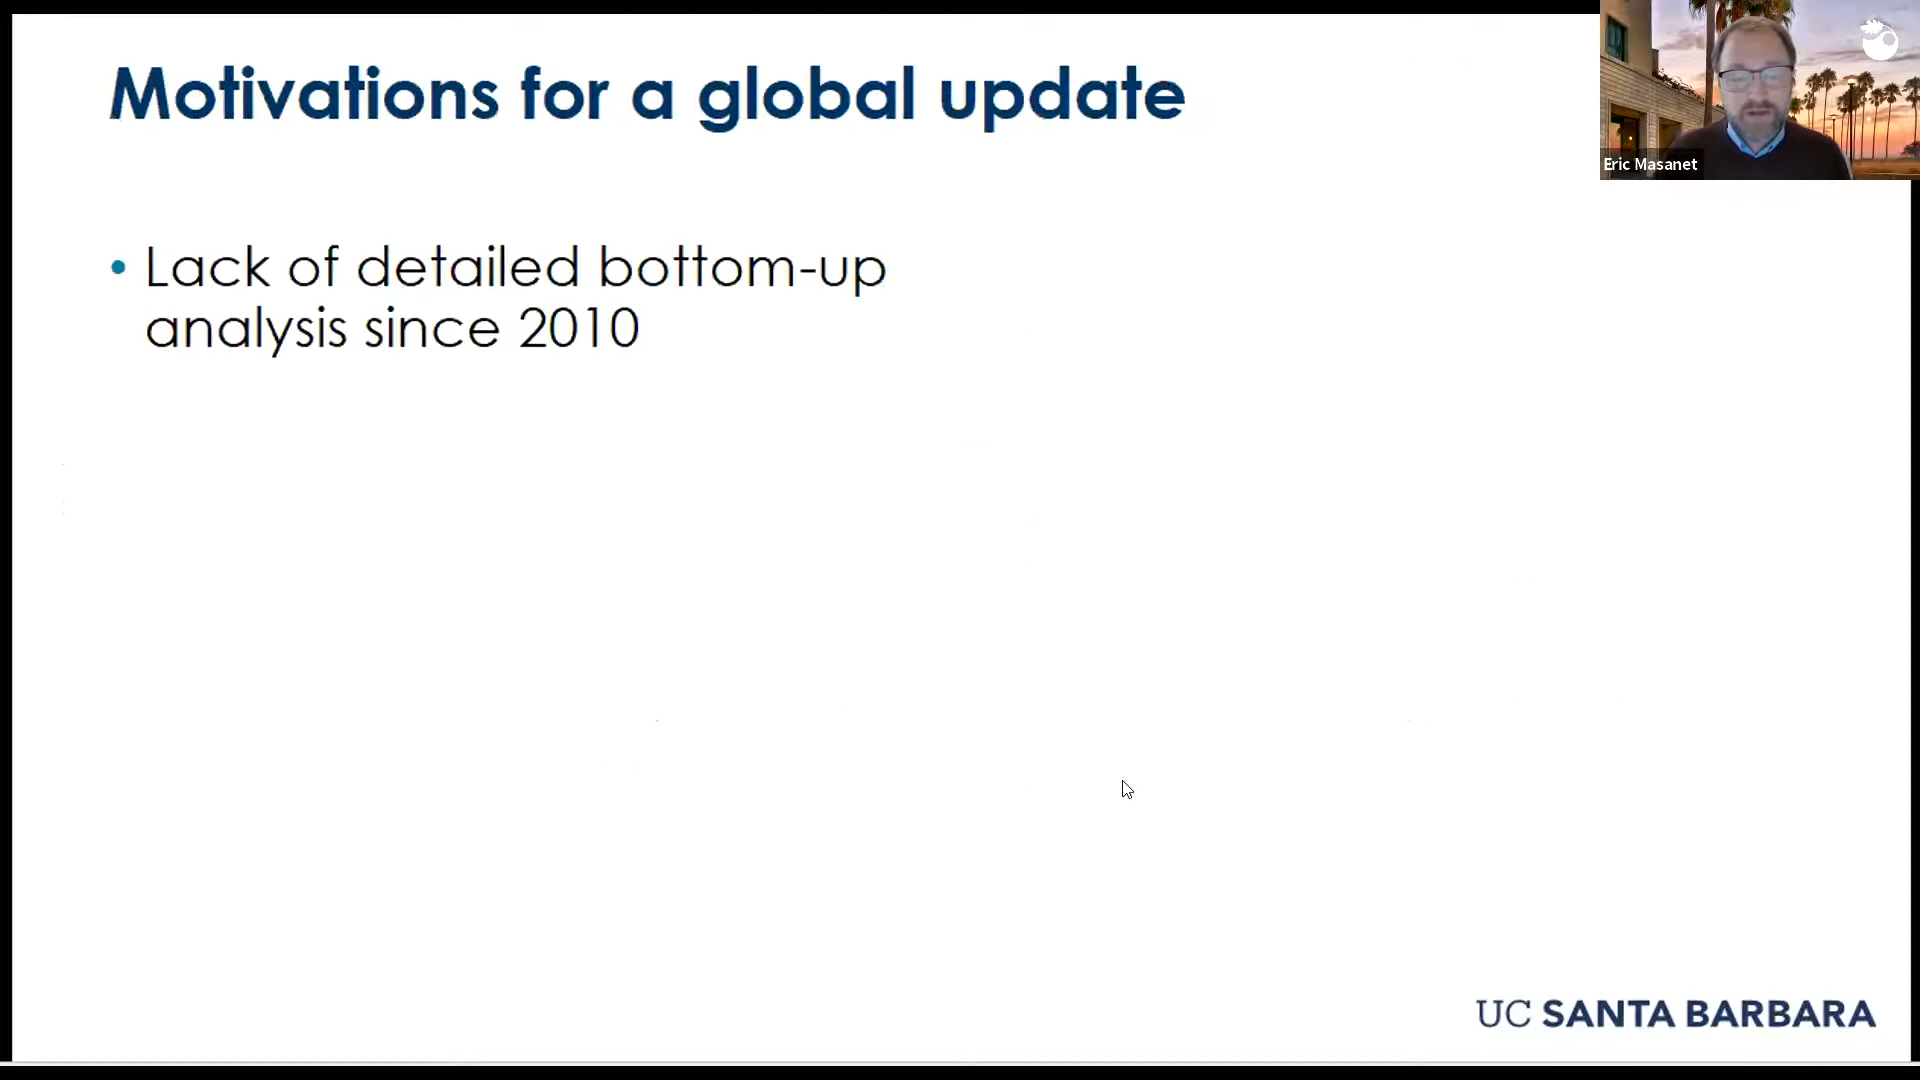 Motivations for a global update
Eric Masanet
• Lack of detailed bottom-up
analysis since 2010
UC SANTA BARBARA